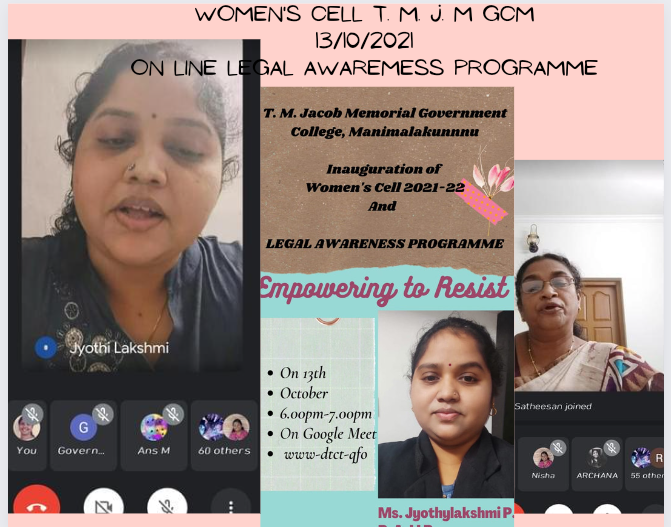 WOMEN'S CELL T. M. J. M GCM
13/10/2021
ON LINE LEGAL AWAREMESS PROGRAMME
T. M. Jacob Memorial Government
College, Manimalakunnnu
Inauguration of
Women's Cell 2021-22
And
LEGAL AWARENESS PROGRAMME
Empowering to Resist
Jyothi Lakshmi
You
G
Govern...
Ans M
60 others
• On 13th
• October
• 6.00pm-7.00pm
• On Google Meet
• www-dtct-qfo
Ms. Jyothylakshmi P.
Satheesan joined
Nisha
ARCHANA
R
55 other